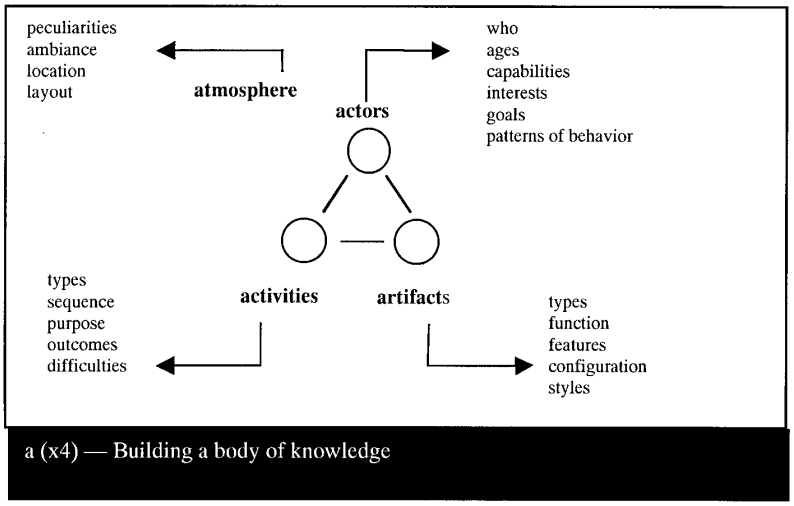 peculiarities
ambiance
location
layout
atmosphere
actors
who
ages
capabilities
interests
goals
patterns of behavior
types
sequence
purpose
outcomes
difficulties
activities
artifacts
types
function
features
configuration
styles
a (x4) — Building a body of knowledge